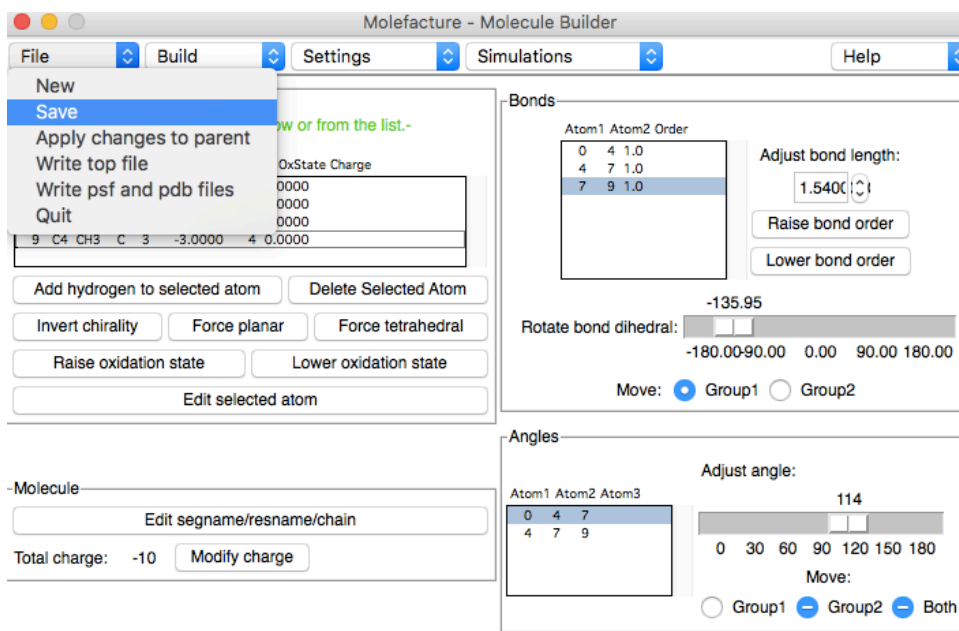 Molefacture - Molecule Builder
File Build Settings Simulations Help
New
Save
Apply changes to parent
Write top file
Write psf and pdb files
Quit
or from the list.-
OxState Charge
9 C4 CH3 C 3 -3.0000 4 0.0000
Add hydrogen to selected atom Delete Selected Atom
Invert chirality Force planar Force tetrahedral
Raise oxidation state Lower oxidation state
Edit selected atom
Molecule
Edit segname/resname/chain
Total charge: -10 Modify charge
Bonds
Atom1 Atom2 Order
0 4 1.0
4 7 1.0
7 9 1.0
Adjust bond length:
Raise bond order
Lower bond order
-135.95
Rotate bond dihedral:
-180.00-90.00 0.00 90.00 180.00
Move: Group1 Group2
Angles
Adjust angle:
Atom1 Atom2 Atom3
0 4 7
4 7 9
114
0 30 60 90 120 150 180
Move:
Group1 Group2 Both